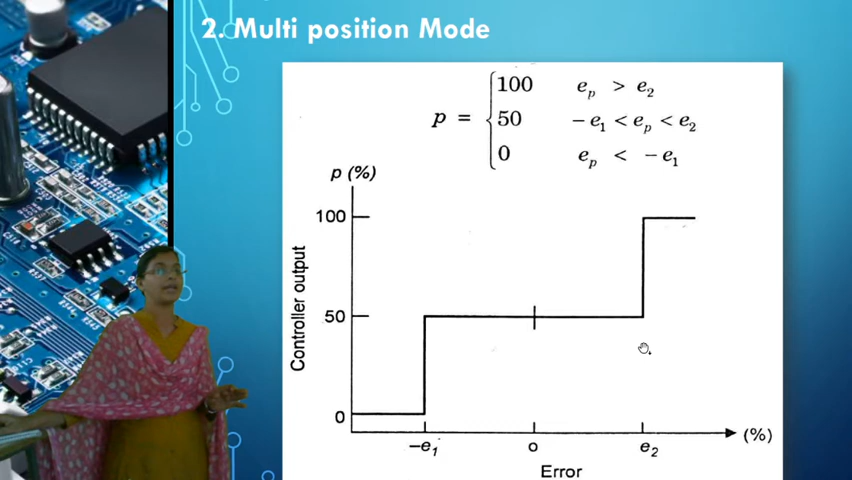 2. Multi position Mode
100 e_p > e_2
p = 50 − e_1 < e_p < e_2
0 e_p < − e_1
p (%)
100
Controller output
50
0
−e_1 0 e_2 (%)
Error